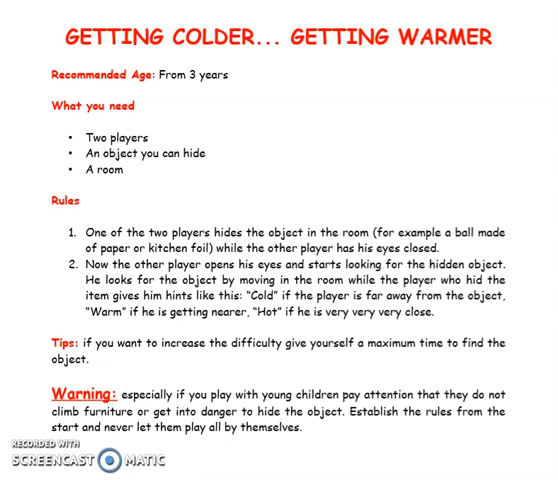 GETTING COLDER... GETTING WARMER
Recommended Age: From 3 years
What you need
• Two players
• An object you can hide
• A room
Rules
1. One of the two players hides the object in the room (for example a ball made
of paper or kitchen foil) while the other player has his eyes closed.
2. Now the other player opens his eyes and starts looking for the hidden object.
He looks for the object by moving in the room while the player who hid the
item gives him hints like this: “Cold” if the player is far away from the object,
“Warm” if he is getting nearer, “Hot” if he is very very very close.
Tips: if you want to increase the difficulty give yourself a maximum time to find the
object.
Warning: especially if you play with young children pay attention that they do not
climb furniture or get into danger to hide the object. Establish the rules from the
start and never let them play all by themselves.
RECORDED WITH
SCREENCAST MATIC